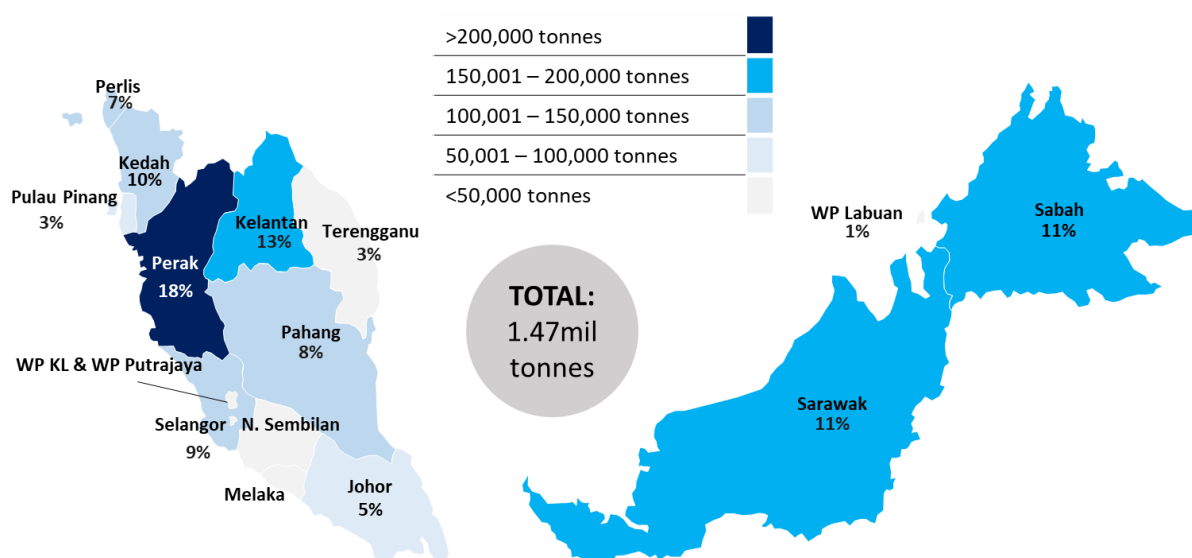 >200,000 tonnes
150,001 – 200,000 tonnes
100,001 – 150,000 tonnes
50,001 – 100,000 tonnes
<50,000 tonnes
Perlis
7%
Kedah
10%
Pulau Pinang
3%
Perak
18%
Kelantan
13%
Terengganu
3%
Pahang
8%
WP KL & WP Putrajaya
Selangor
9%
N. Sembilan
Melaka
Johor
5%
TOTAL:
1.47mil
tonnes
WP Labuan
1%
Sabah
11%
Sarawak
11%